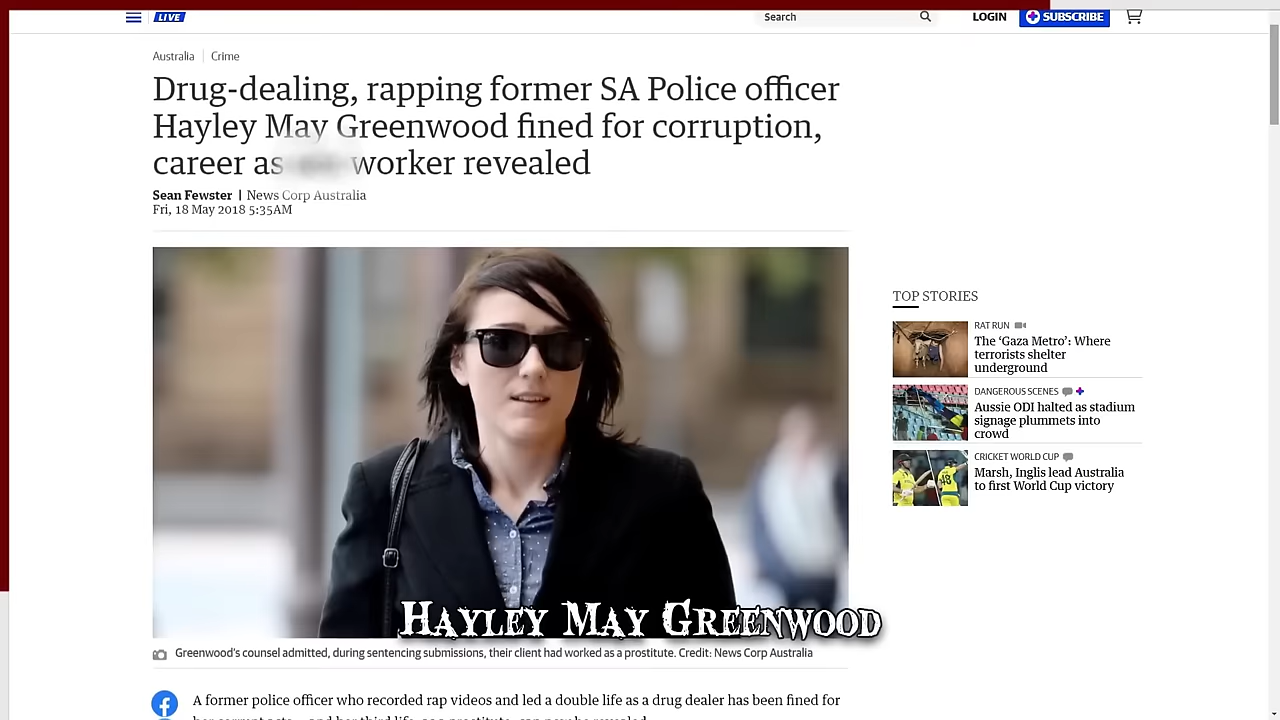 LIVE
Search
LOGIN
SUBSCRIBE
Australia
Crime
Drug-dealing, rapping former SA Police officer
Hayley May Greenwood fined for corruption,
career as worker revealed
Sean Fewster | News Corp Australia
Fri, 18 May 2018 5:35AM
TOP STORIES
RAT RUN
The ‘Gaza Metro’: Where
terrorists shelter
underground
DANGEROUS SCENES
Aussie ODI halted as stadium
signage plummets into
crowd
CRICKET WORLD CUP
Marsh, Inglis lead Australia
to first World Cup victory
Hayley May Greenwood
Greenwood's counsel admitted, during sentencing submissions, their client had worked as a prostitute. Credit: News Corp Australia
A former police officer who recorded rap videos and led a double life as a drug dealer has been fined for